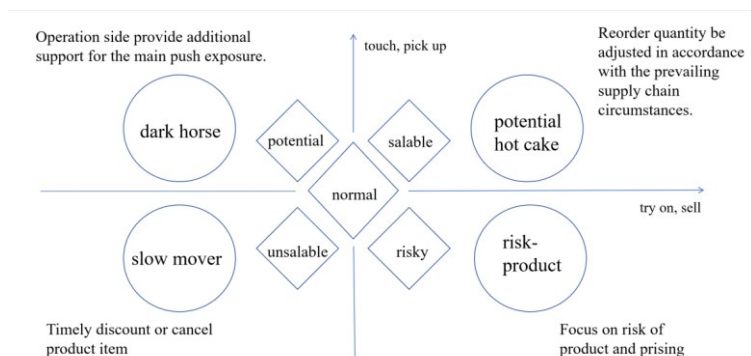 Operation side provide additional
support for the main push exposure.
touch, pick up
Reorder quantity be
adjusted in accordance
with the prevailing
supply chain
circumstances.
dark horse
potential
salable
potential
hot cake
normal
try on, sell
slow mover
unsalable
risky
risk-
product
Timely discount or cancel
product item
Focus on risk of
product and prising